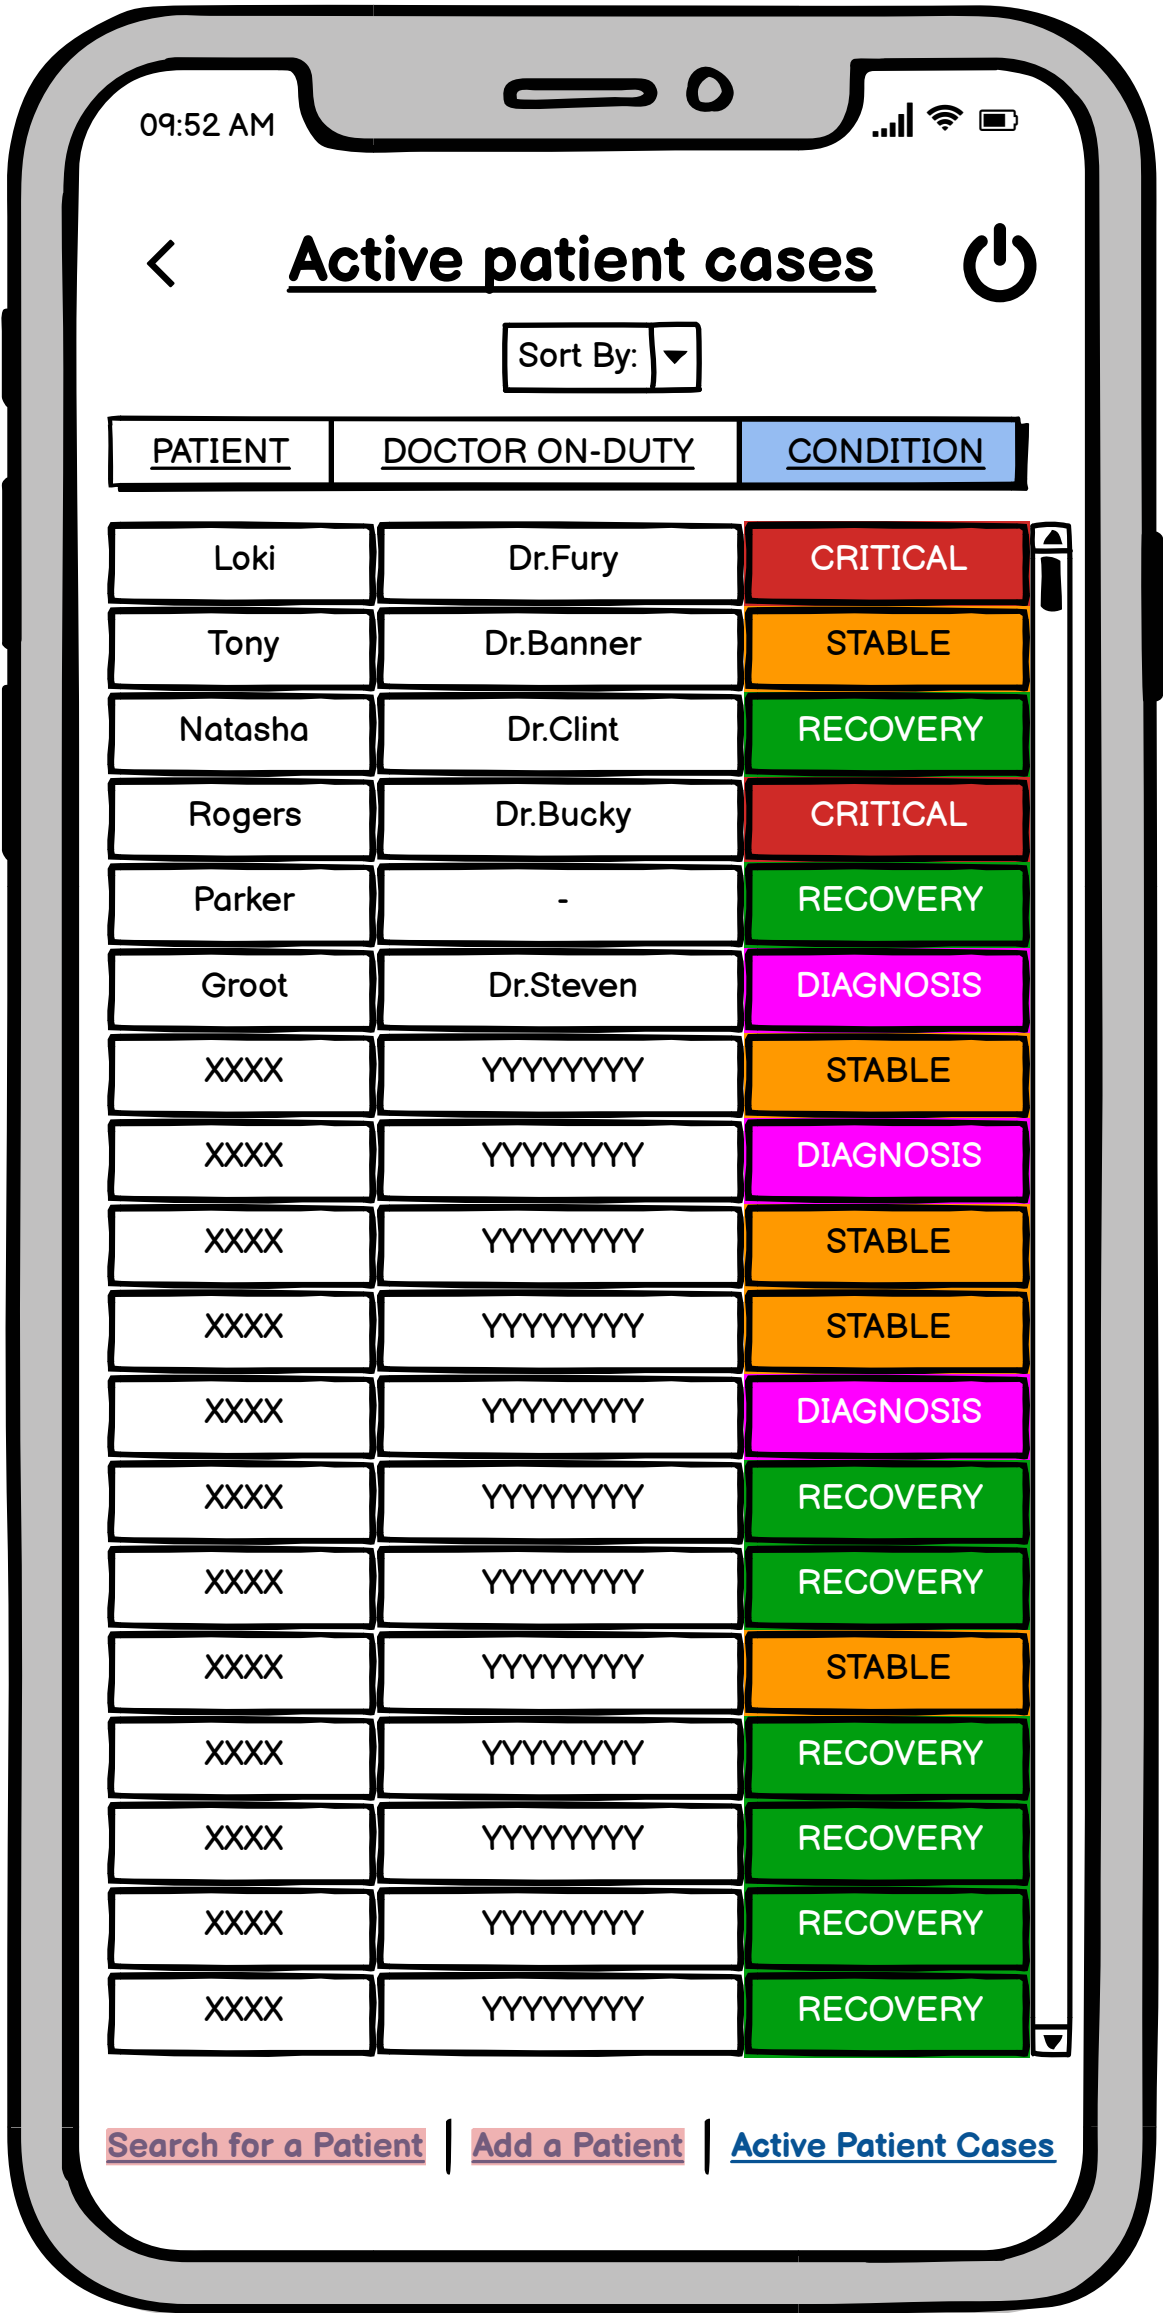 09:52 AM
Active patient cases
Sort By:
PATIENT DOCTOR ON-DUTY CONDITION
Loki Dr.Fury CRITICAL
Tony Dr.Banner STABLE
Natasha Dr.Clint RECOVERY
Rogers Dr.Bucky CRITICAL
Parker - RECOVERY
Groot Dr.Steven DIAGNOSIS
XXXX YYYYYYYY STABLE
XXXX YYYYYYYY DIAGNOSIS
XXXX YYYYYYYY STABLE
XXXX YYYYYYYY STABLE
XXXX YYYYYYYY DIAGNOSIS
XXXX YYYYYYYY RECOVERY
XXXX YYYYYYYY RECOVERY
XXXX YYYYYYYY STABLE
XXXX YYYYYYYY RECOVERY
XXXX YYYYYYYY RECOVERY
XXXX YYYYYYYY RECOVERY
XXXX YYYYYYYY RECOVERY
Search for a Patient | Add a Patient | Active Patient Cases